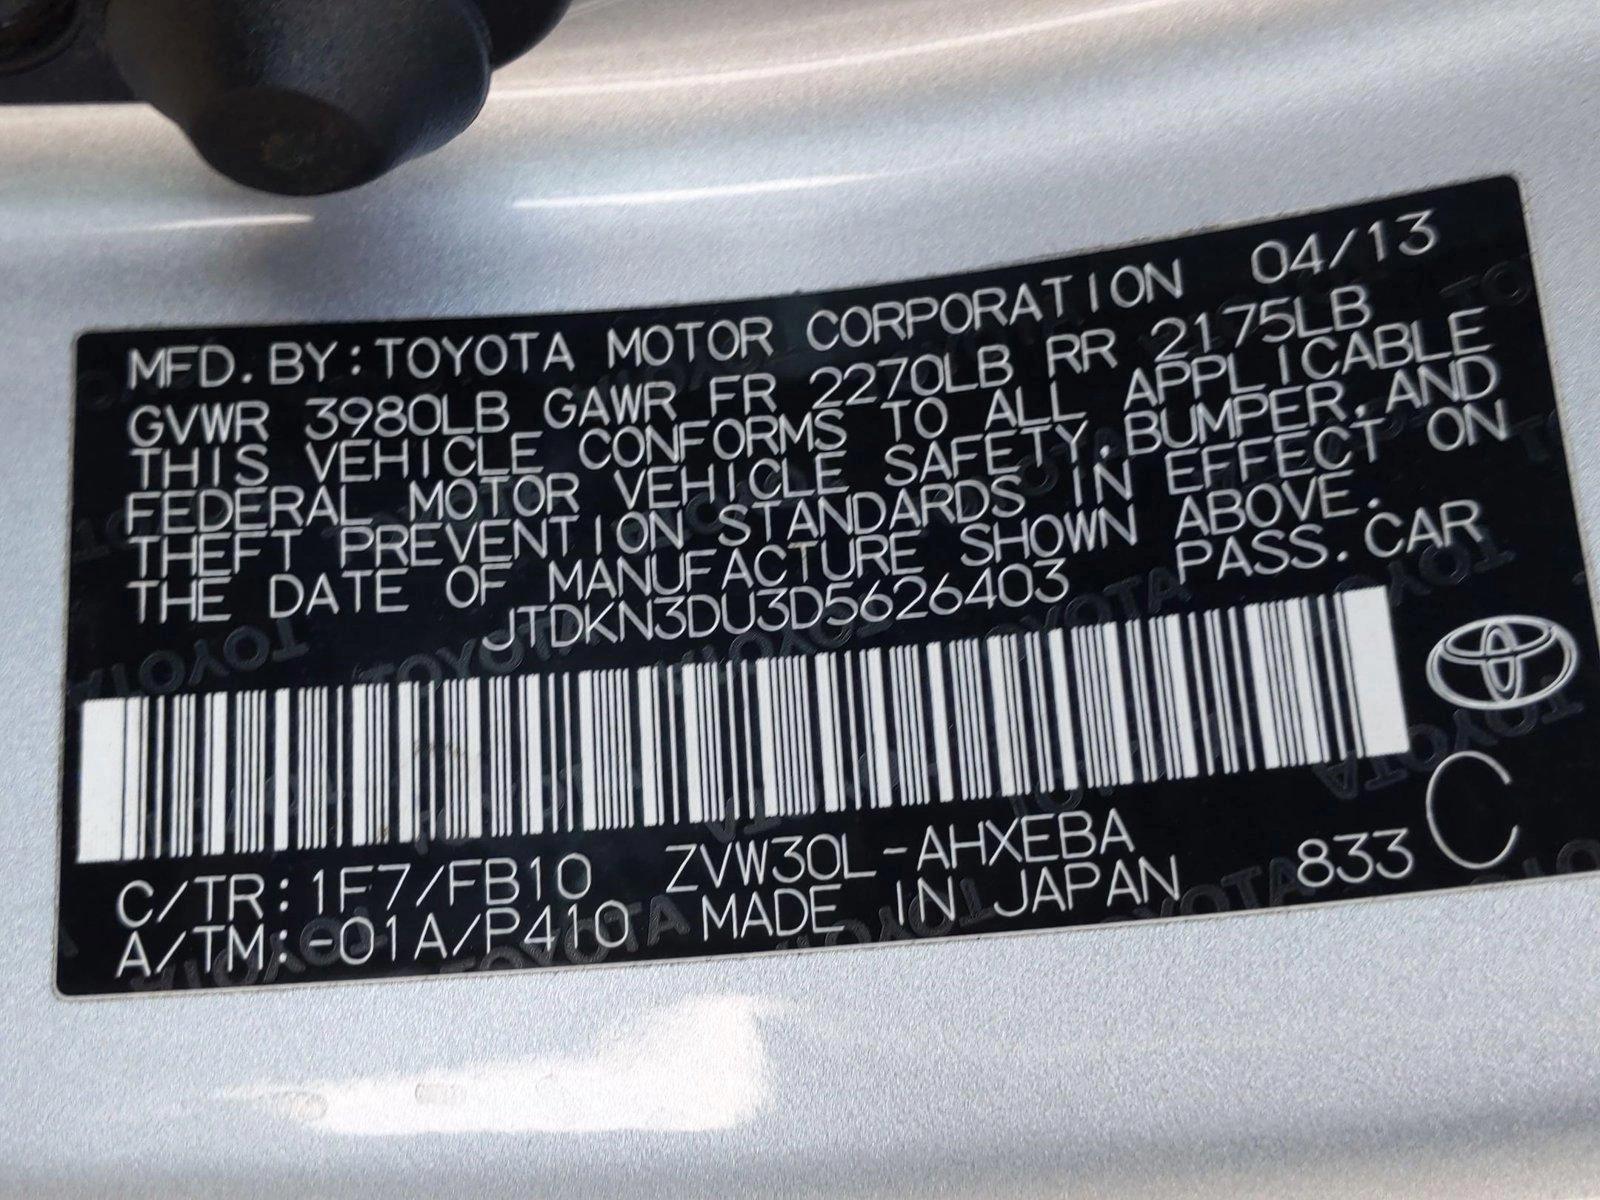 MFD. BY: TOYOTA MOTOR CORPORATION 04/13
GVWR 3980LB GAWR FR 2270LB RR 2175LB
THIS VEHICLE CONFORMS TO ALL APPLICABLE
FEDERAL MOTOR VEHICLE SAFETY, BUMPER, AND
THEFT PREVENTION STANDARDS IN EFFECT ON
THE DATE OF MANUFACTURE SHOWN ABOVE.
JTDKN3DU3D5626403 PASS. CAR
C/TR: 1F7/FB10 ZVW30L-AHXEBA 833 C
A/TM: -01A/P410 MADE IN JAPAN